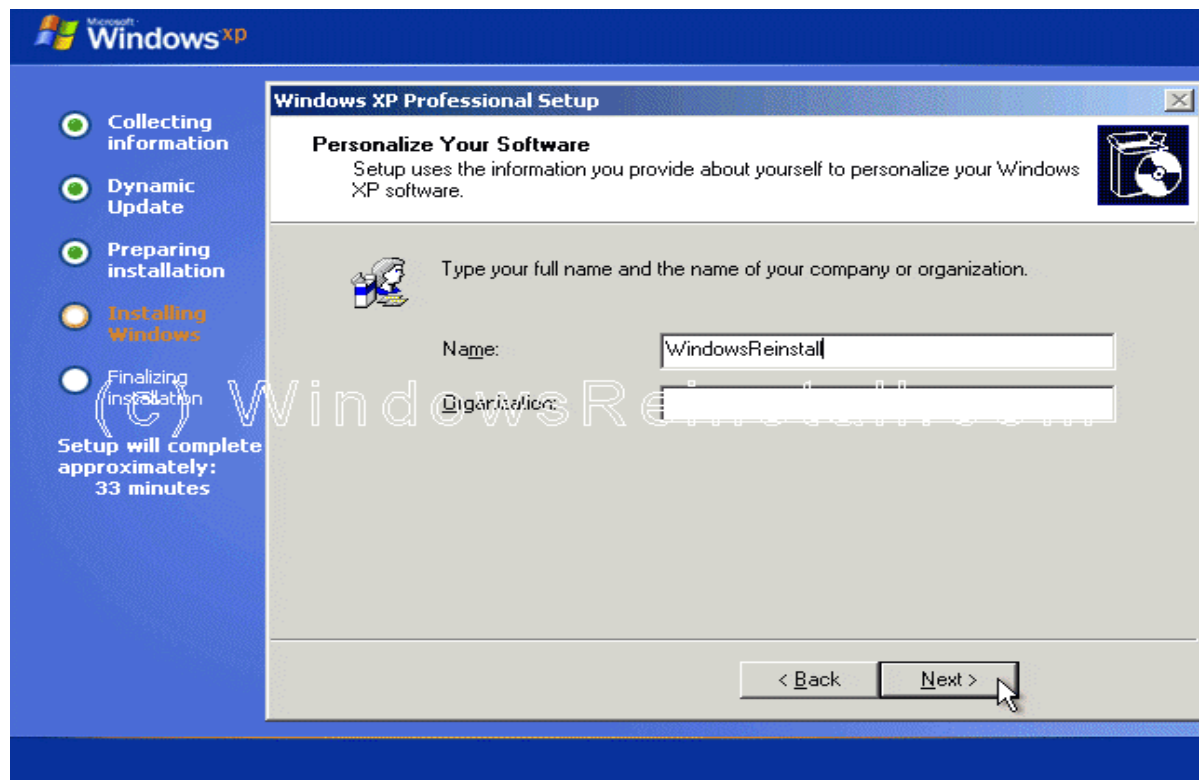 Microsoft
Windows xp
Collecting
information
Dynamic
Update
Preparing
installation
Installing
Windows
Finalizing
installation
Setup will complete
approximately:
33 minutes
Windows XP Professional Setup
Personalize Your Software
Setup uses the information you provide about yourself to personalize your Windows
XP software.
Type your full name and the name of your company or organization.
Name:
WindowsReinstall
Organization:
(c) WindowsReinstall.com
< Back
Next >